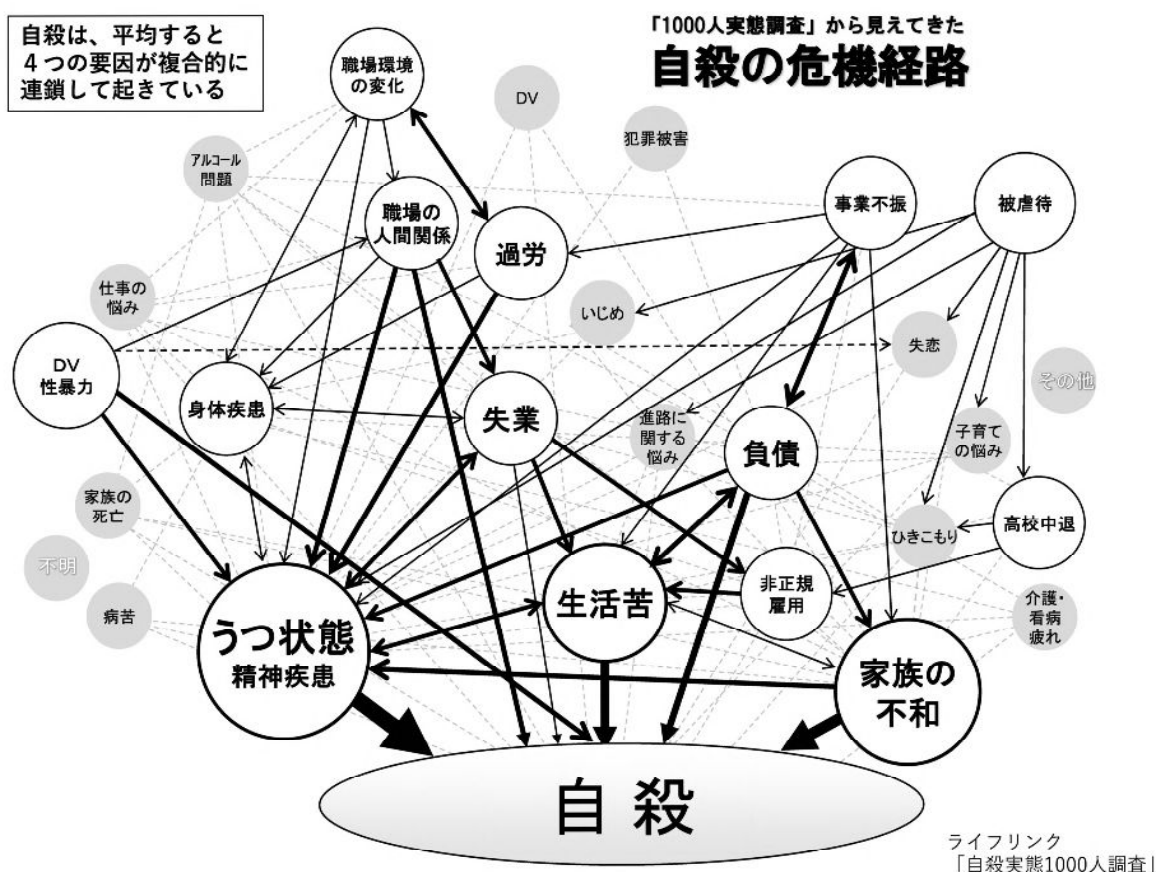 自殺は、平均すると
4つの要因が複合的に
連鎖して起きている
「1000人実態調査」から見えてきた
自殺の危機経路
職場環境
の変化
DV
犯罪被害
アルコール
問題
職場の
人間関係
過労
事業不振
被虐待
仕事の
悩み
いじめ
失恋
DV
性暴力
その他
身体疾患
失業
進路に
関する
悩み
負債
子育て
の悩み
家族の
死亡
高校中退
ひきこもり
不明
病苦
うつ状態
精神疾患
生活苦
非正規
雇用
介護・
看病
疲れ
家族の
不和
自殺
ライフリンク
「自殺実態1000人調査」